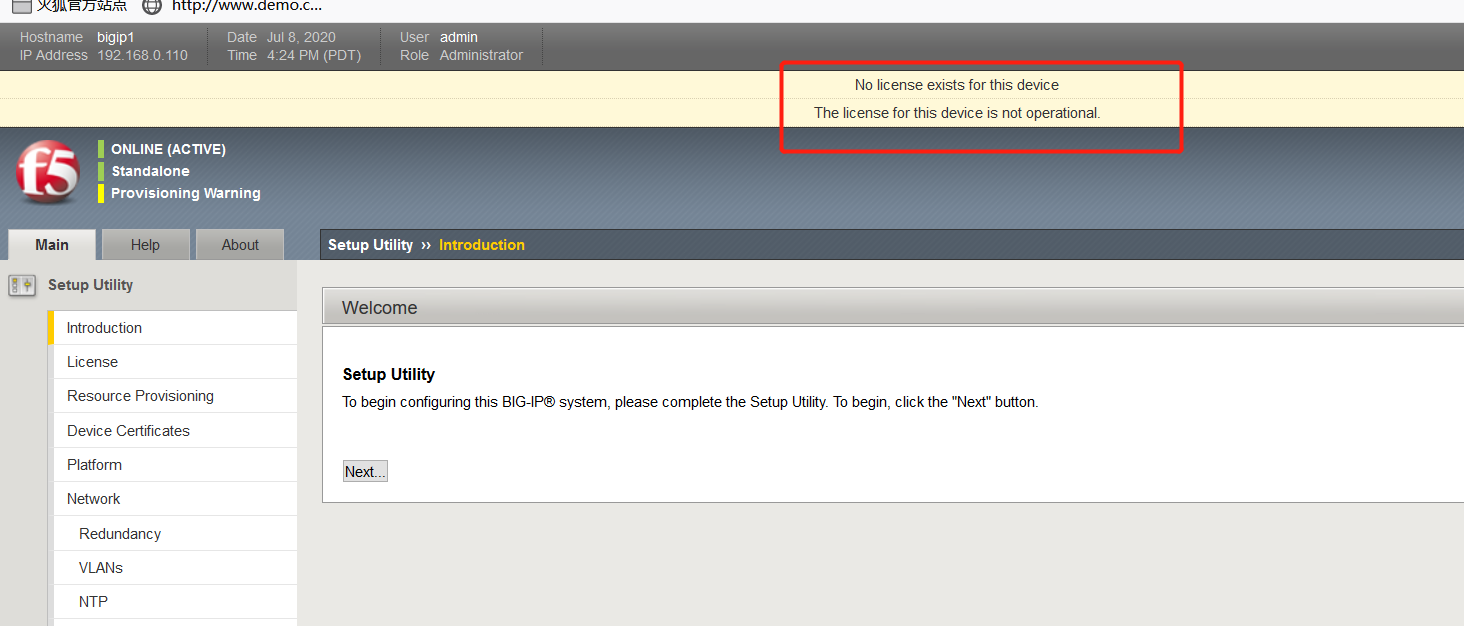 火狐官方站点 http://www.demo.c...
Hostname bigip1 Date Jul 8, 2020 User admin
IP Address 192.168.0.110 Time 4:24 PM (PDT) Role Administrator
No license exists for this device
The license for this device is not operational.
f5
ONLINE (ACTIVE)
Standalone
Provisioning Warning
Main Help About Setup Utility ›› Introduction
Setup Utility
Introduction
License
Resource Provisioning
Device Certificates
Platform
Network
Redundancy
VLANs
NTP
Welcome
Setup Utility
To begin configuring this BIG-IP® system, please complete the Setup Utility. To begin, click the "Next" button.
Next...